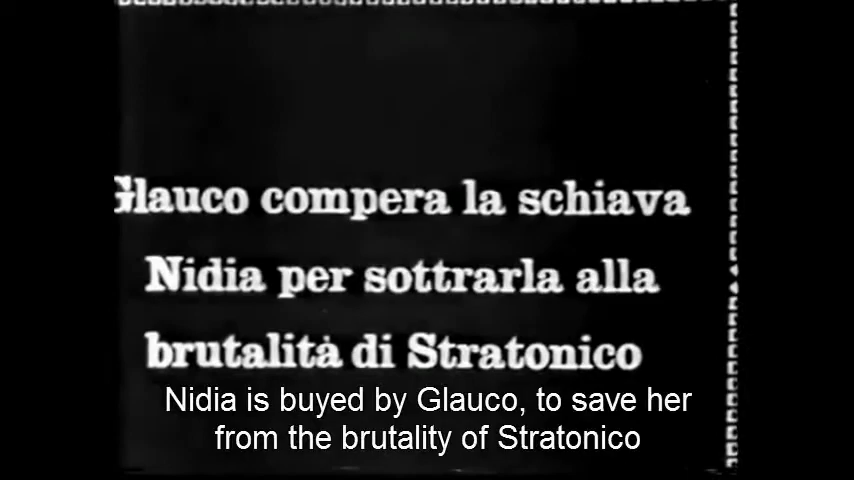 Glauco compera la schiava
Nidia per sottrarla alla
brutalità di Stratonico
Nidia is buyed by Glauco, to save her
from the brutality of Stratonico